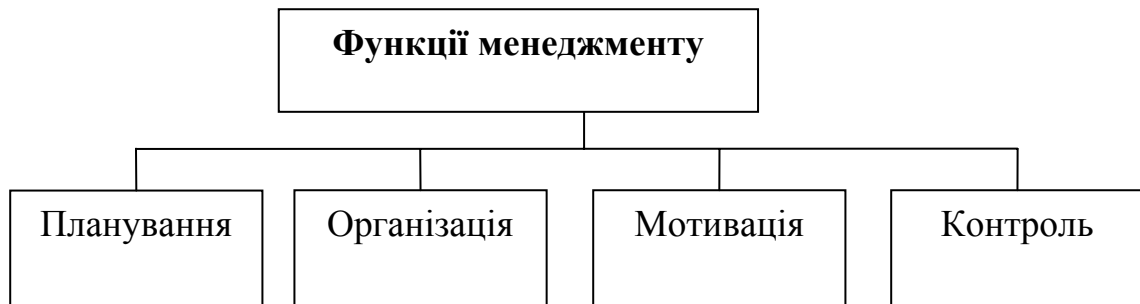 Функції менеджменту
Планування
Організація
Мотивація
Контроль